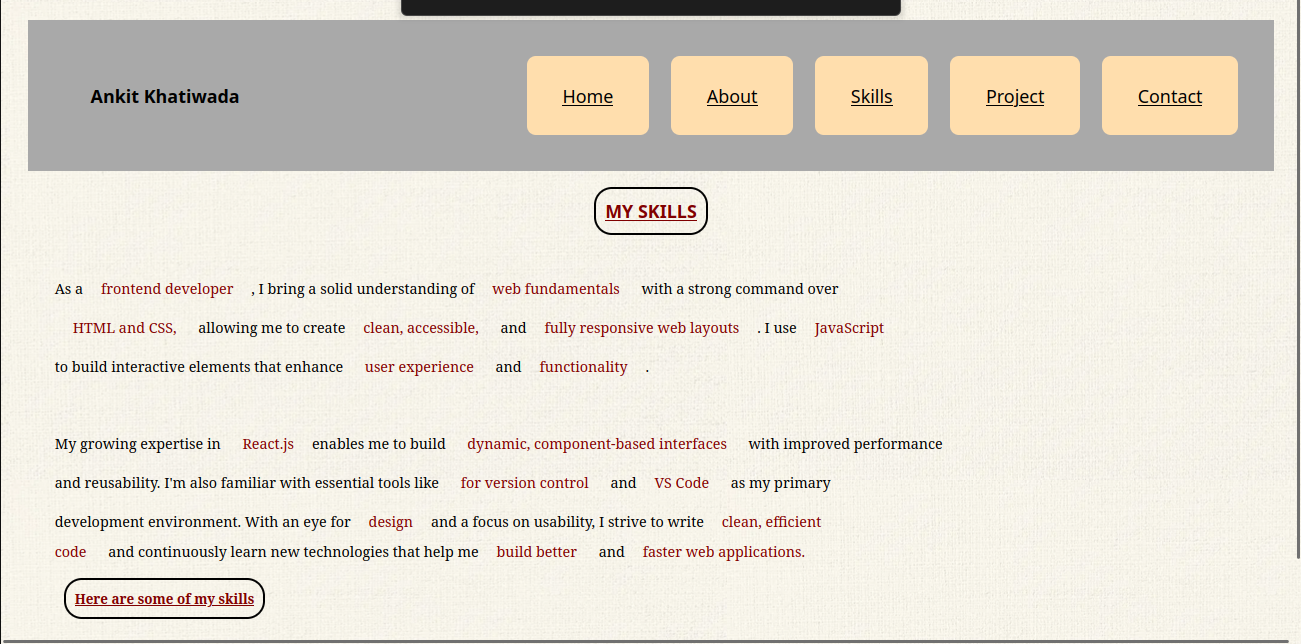 Ankit Khatiwada Home About Skills Project Contact
MY SKILLS
As a frontend developer , I bring a solid understanding of web fundamentals with a strong command over
HTML and CSS, allowing me to create clean, accessible, and fully responsive web layouts . I use JavaScript
to build interactive elements that enhance user experience and functionality .
My growing expertise in React.js enables me to build dynamic, component-based interfaces with improved performance
and reusability. I'm also familiar with essential tools like for version control and VS Code as my primary
development environment. With an eye for design and a focus on usability, I strive to write clean, efficient
code and continuously learn new technologies that help me build better and faster web applications.
Here are some of my skills